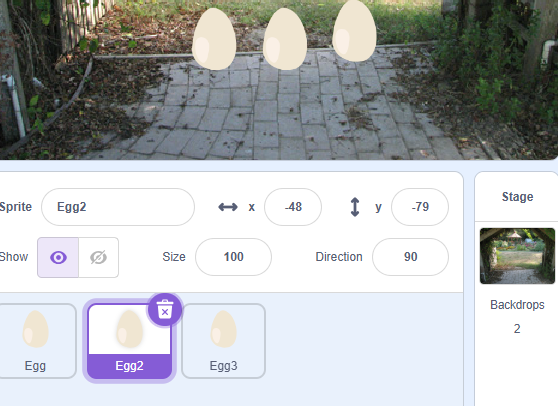 Stage
Sprite Egg2 x -48 y -79
Show Size 100 Direction 90
Backdrops
2
Egg Egg2 Egg3